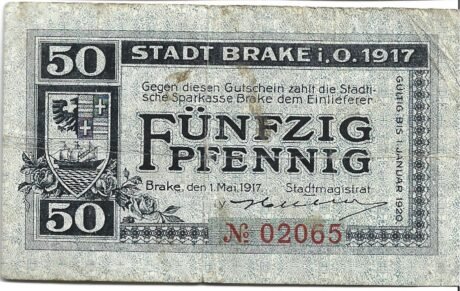 50 STADT BRAKE i.O. 1917
Gegen diesen Gutschein zahlt die Städti-
sche Sparkasse Brake dem Einlieferer
FÜNFZIG
PFENNIG
Brake, den 1. Mai 1917. Stadtmagistrat
50
№ 02065
GÜLTIG BIS 1. JANUAR 1920